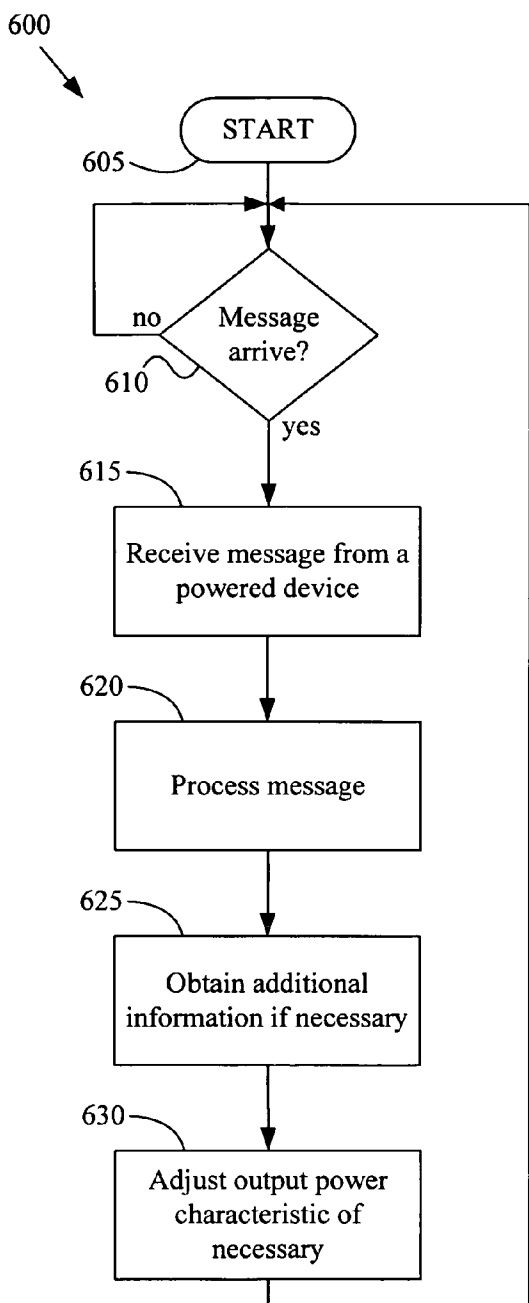 600
START
605
Message
arrive?
no
610
yes
615
Receive message from a
powered device
620
Process message
625
Obtain additional
information if necessary
630
Adjust output power
characteristic of
necessary